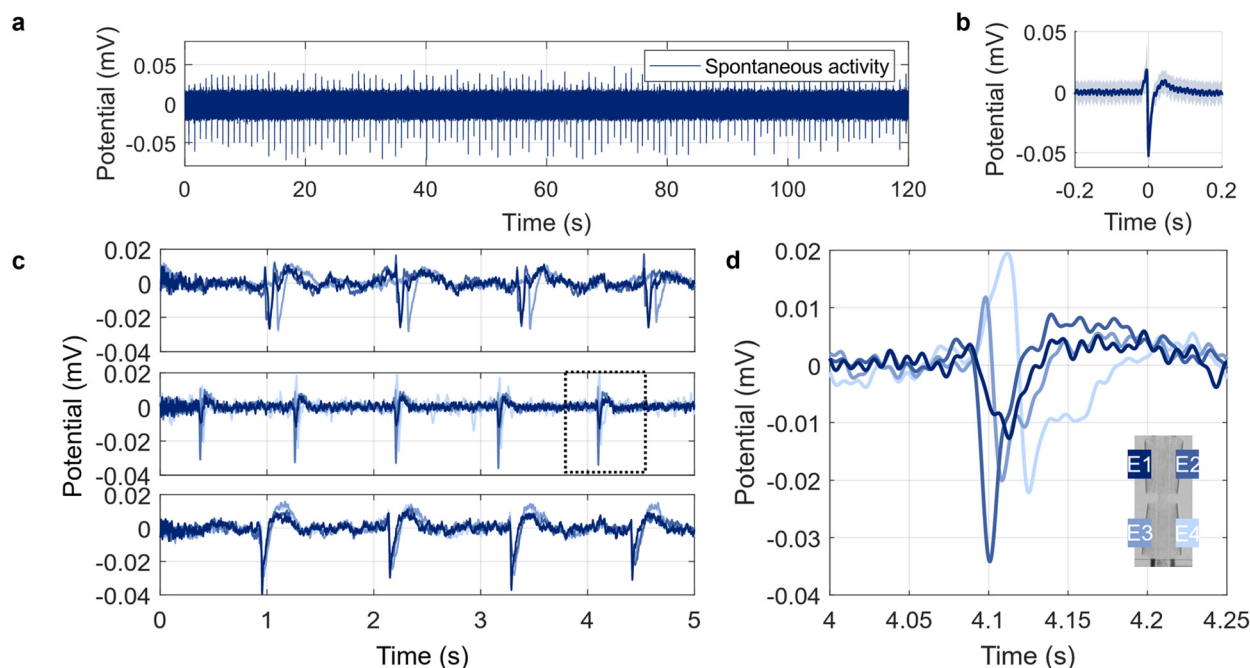 a
Potential (mV)
0.05
0
-0.05
Spontaneous activity
0 20 40 60 80 100 120
Time (s)
b
Potential (mV)
0.05
0
-0.05
-0.2 0 0.2
Time (s)
c
Potential (mV)
0.02
0
-0.02
-0.04
0.02
0
-0.02
-0.04
0.02
0
-0.02
-0.04
0 1 2 3 4 5
Time (s)
d
Potential (mV)
0.02
0.01
0
-0.01
-0.02
-0.03
-0.04
E1 E2
E3 E4
4 4.05 4.1 4.15 4.2 4.25
Time (s)